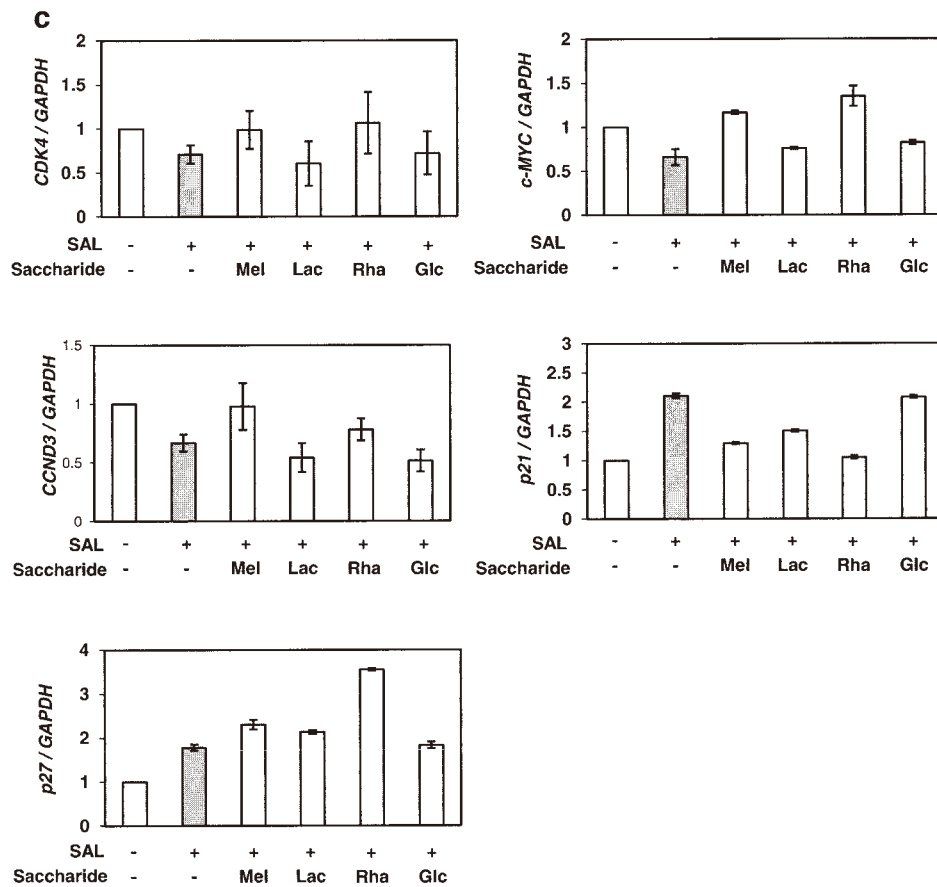 c
CDK4 / GAPDH
2
1.5
1
0.5
0
SAL - + + + + +
Saccharide - - Mel Lac Rha Glc
c-MYC / GAPDH
2
1.5
1
0.5
0
SAL - + + + + +
Saccharide - - Mel Lac Rha Glc
CCND3 / GAPDH
1.5
1
0.5
0
SAL - + + + + +
Saccharide - - Mel Lac Rha Glc
p21 / GAPDH
3
2.5
2
1.5
1
0.5
0
SAL - + + + + +
Saccharide - - Mel Lac Rha Glc
p27 / GAPDH
4
3
2
1
0
SAL - + + + + +
Saccharide - - Mel Lac Rha Glc